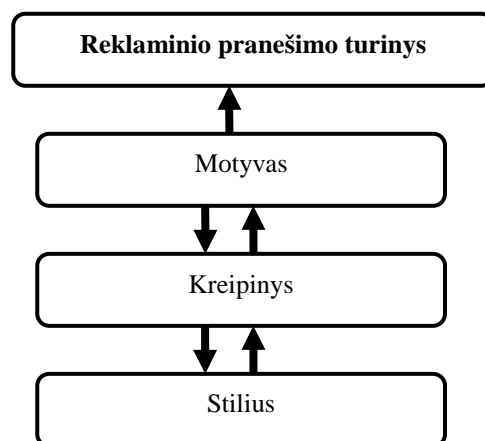 Reklaminio pranešimo turinys
Motyvas
Kreipinys
Stilius